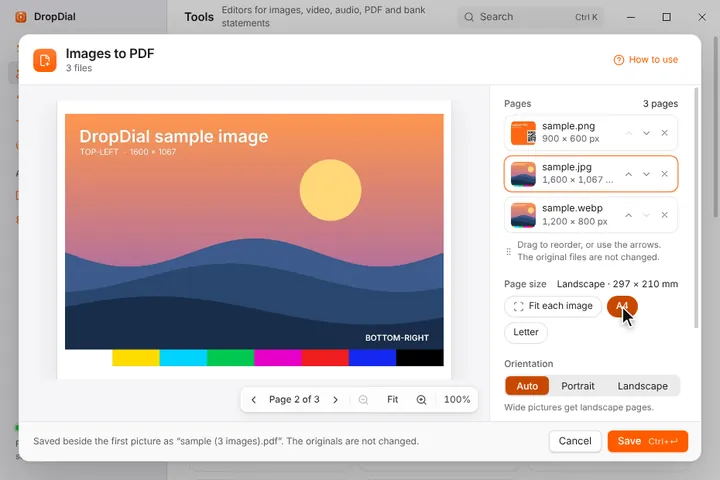 DropDial
Tools
Editors for images, video, audio, PDF and bank
statements
Search
Ctrl K
Images to PDF
3 files
How to use
DropDial sample image
TOP-LEFT · 1600 × 1067
BOTTOM-RIGHT
Page 2 of 3
Fit
100%
Pages
3 pages
sample.png
900 × 600 px
sample.jpg
1,600 × 1,067 ...
sample.webp
1,200 × 800 px
Drag to reorder, or use the arrows.
The original files are not changed.
Page size
Landscape · 297 × 210 mm
Fit each image
A4
Letter
Orientation
Auto
Portrait
Landscape
Wide pictures get landscape pages.
Saved beside the first picture as “sample (3 images).pdf”. The originals are not changed.
Cancel
Save
Ctrl+↵